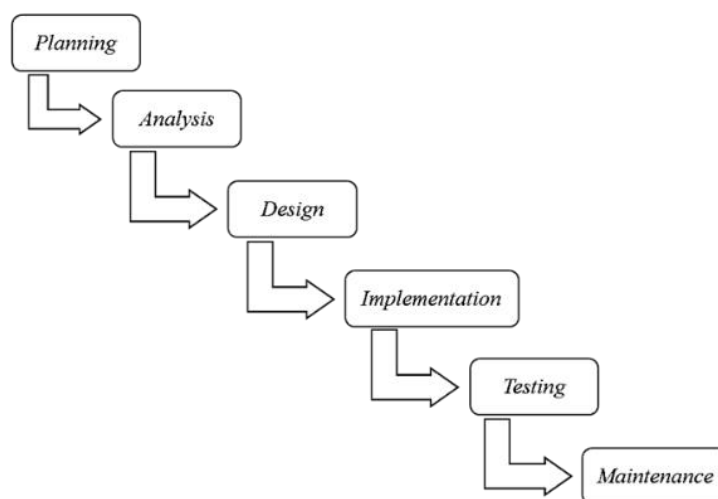 Planning
Analysis
Design
Implementation
Testing
Maintenance